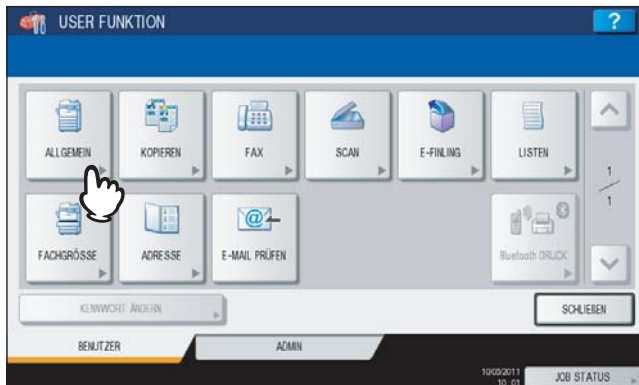 USER FUNKTION
?
ALLGEMEIN
KOPIEREN
FAX
SCAN
E-FINLING
LISTEN
1
1
FACHGRÖSSE
ADRESSE
E-MAIL PRÜFEN
Bluetooth DRUCK
KENNWORT ÄNDERN
SCHLIEßEN
BENUTZER
ADMIN
10/03/2011
10 01
JOB STATUS